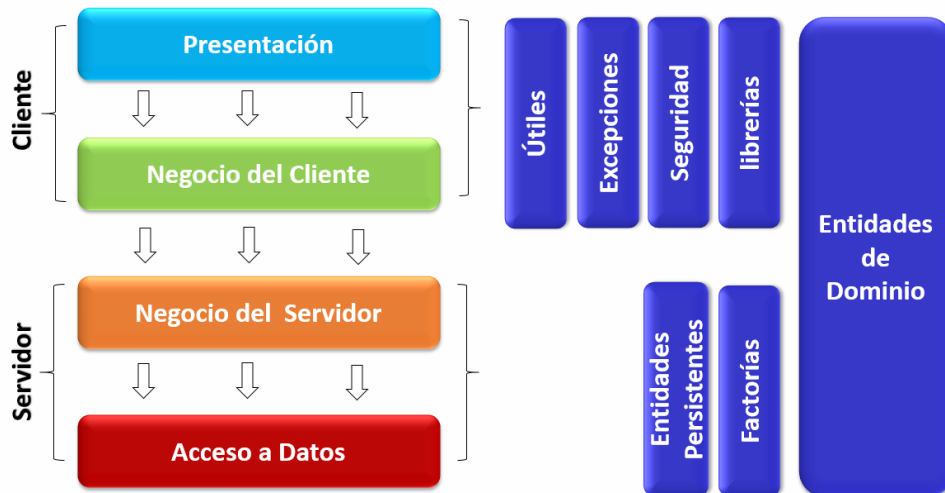 Cliente
Presentación
Negocio del Cliente
Servidor
Negocio del Servidor
Acceso a Datos
Útiles
Excepciones
Seguridad
librerías
Entidades
Persistentes
Factorías
Entidades
de
Dominio